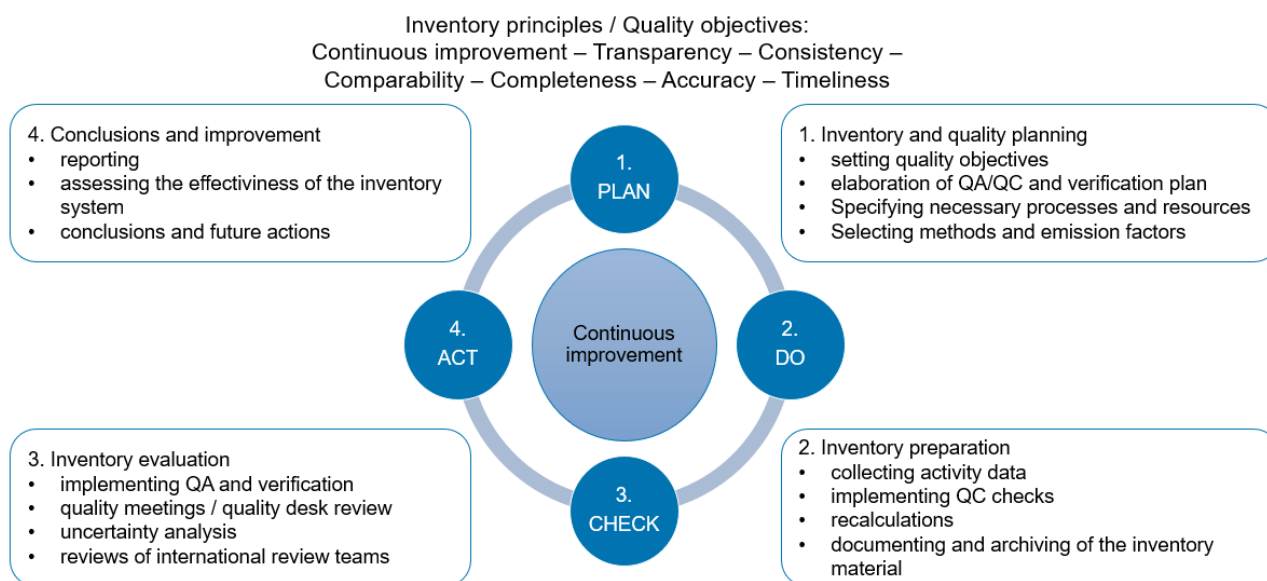 Inventory principles / Quality objectives:
Continuous improvement – Transparency – Consistency –
Comparability – Completeness – Accuracy – Timeliness
4. Conclusions and improvement
• reporting
• assessing the effectiviness of the inventory
system
• conclusions and future actions
1. Inventory and quality planning
• setting quality objectives
• elaboration of QA/QC and verification plan
• Specifying necessary processes and resources
• Selecting methods and emission factors
1.
PLAN
4.
ACT
Continuous
improvement
2.
DO
3.
CHECK
3. Inventory evaluation
• implementing QA and verification
• quality meetings / quality desk review
• uncertainty analysis
• reviews of international review teams
2. Inventory preparation
• collecting activity data
• implementing QC checks
• recalculations
• documenting and archiving of the inventory
material